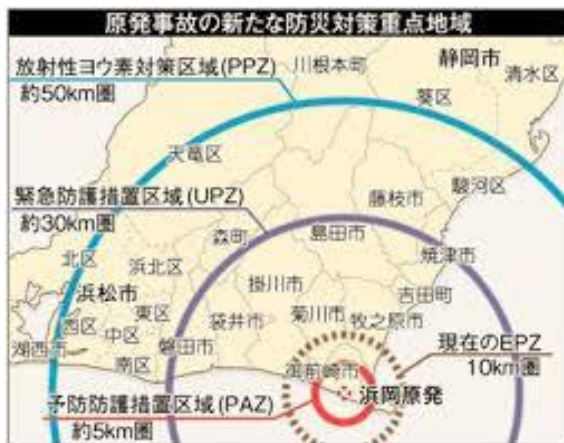 原発事故の新たな防災対策重点地域
放射性ヨウ素対策区域(PPZ)
約50km圏
川根本町
静岡市
清水区
葵区
天竜区
緊急防護措置区域(UPZ)
約30km圏
藤枝市
駿河区
森町
島田市
焼津市
北区
浜北区
掛川市
浜松市
吉田町
西区
中区
東区
袋井市
菊川市
牧之原市
湖西市
南区
磐田市
御前崎市
現在のEPZ
10km圏
浜岡原発
予防防護措置区域(PAZ)
約5km圏